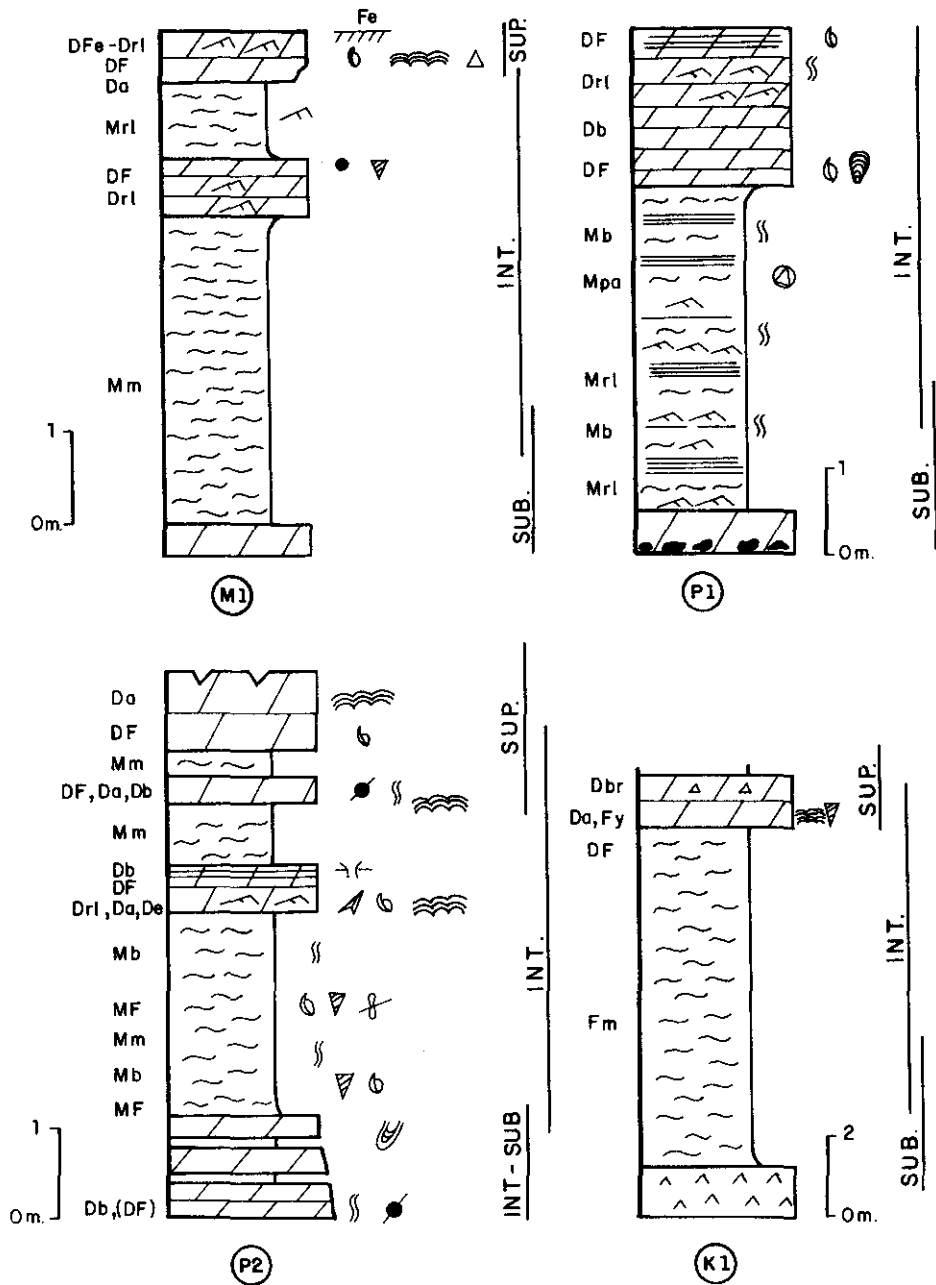 Fe
DFe-Drl
DF
Da
Mrl
DF
Drl
Mm
1
0m.
SUP.
INT.
SUB.
M1
DF
Drl
Db
DF
Mb
Mpa
Mrl
Mb
Mrl
1
0m.
INT.
SUB.
P1
Da
DF
Mm
DF, Da, Db
Mm
Db
DF
Drl, Da, De
Mb
MF
Mm
Mb
MF
1
0m.
Db, (DF)
SUP.
INT.
INT-SUB
P2
Dbr
Da, Fy
DF
Fm
2
0m.
SUP.
INT.
SUB.
K1